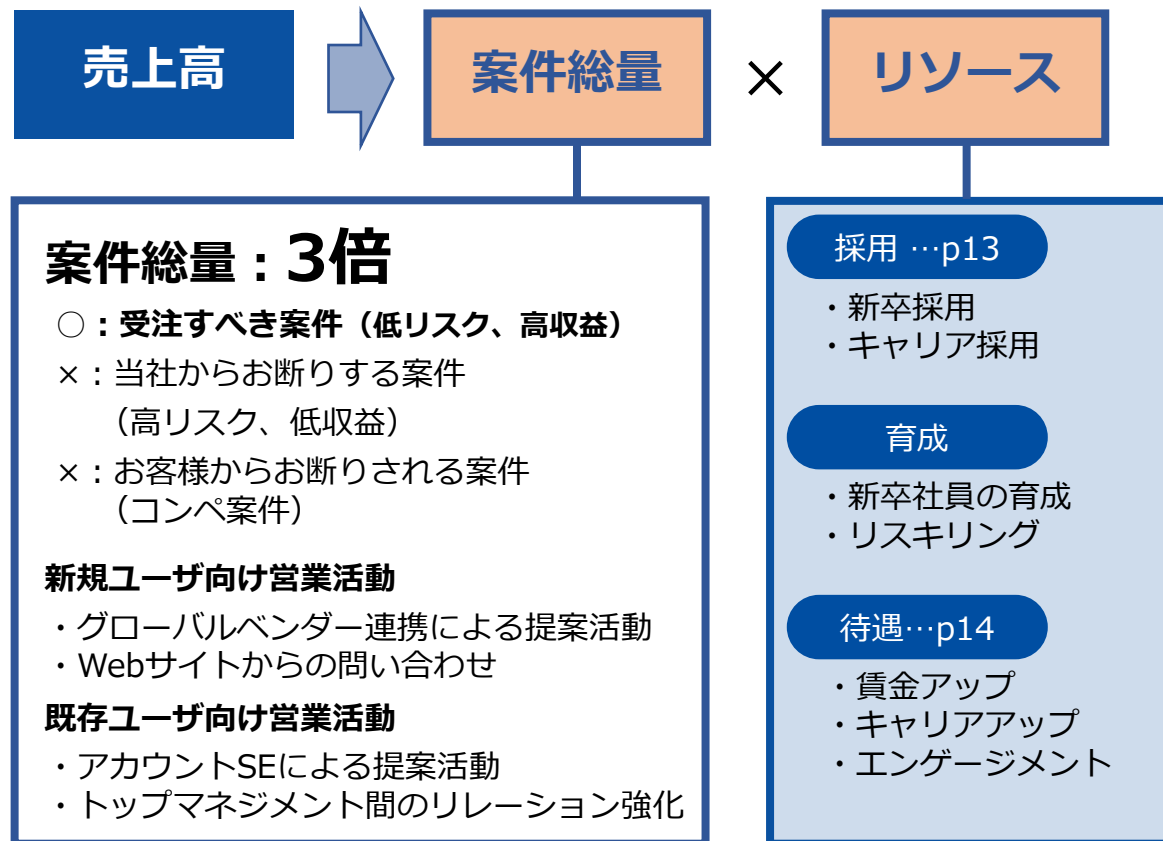 売上高
案件総量
×
リソース
案件総量：3倍
○：受注すべき案件（低リスク、高収益）
×：当社からお断りする案件
（高リスク、低収益）
×：お客様からお断りされる案件
（コンペ案件）
新規ユーザ向け営業活動
・グローバルベンダー連携による提案活動
・Webサイトからの問い合わせ
既存ユーザ向け営業活動
・アカウントSEによる提案活動
・トップマネジメント間のリレーション強化
採用 …p13
・新卒採用
・キャリア採用
育成
・新卒社員の育成
・リスキリング
待遇…p14
・賃金アップ
・キャリアアップ
・エンゲージメント